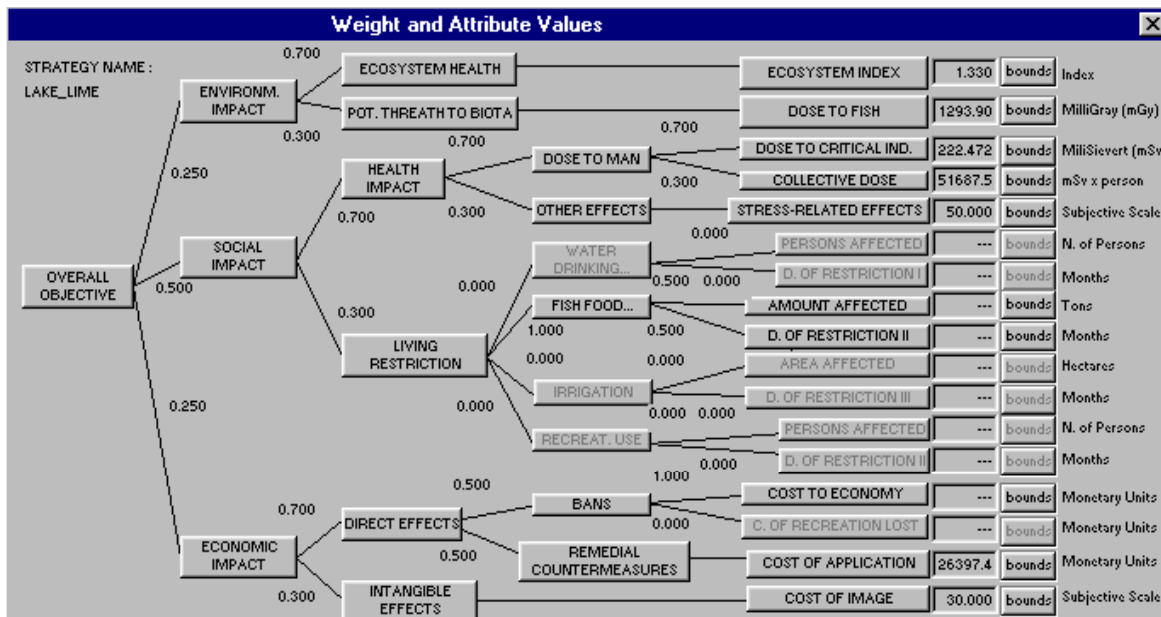 Weight and Attribute Values
STRATEGY NAME :
LAKE_LIME
0.700
ECOSYSTEM HEALTH
ECOSYSTEM INDEX
1.330
bounds
Index
ENVIRONM.
IMPACT
POT. THREATH TO BIOTA
DOSE TO FISH
1293.90
bounds
MilliGray (mGy)
0.300
0.700
0.700
0.250
HEALTH
IMPACT
DOSE TO MAN
DOSE TO CRITICAL IND.
222.472
bounds
MiliSievert (mSv
0.300
COLLECTIVE DOSE
51687.5
bounds
mSv x person
0.700
0.300
OTHER EFFECTS
STRESS-RELATED EFFECTS
50.000
bounds
Subjective Scale
0.000
SOCIAL
IMPACT
WATER
DRINKING...
PERSONS AFFECTED
---
bounds
N. of Persons
OVERALL
OBJECTIVE
0.500
0.000
0.500
0.000
D. OF RESTRICTION I
---
bounds
Months
0.300
FISH FOOD...
AMOUNT AFFECTED
---
bounds
Tons
1.000
0.500
LIVING
RESTRICTION
D. OF RESTRICTION II
---
bounds
Months
0.000
0.000
IRRIGATION
AREA AFFECTED
---
bounds
Hectares
0.250
0.000
0.000
0.000
D. OF RESTRICTION III
---
bounds
Months
RECREAT. USE
PERSONS AFFECTED
---
bounds
N. of Persons
1.000
0.000
D. OF RESTRICTION II
---
bounds
Months
0.500
0.700
DIRECT EFFECTS
BANS
COST TO ECONOMY
---
bounds
Monetary Units
0.000
C. OF RECREATION LOST
---
bounds
Monetary Units
ECONOMIC
IMPACT
0.500
REMEDIAL
COUNTERMEASURES
COST OF APPLICATION
26397.4
bounds
Monetary Units
0.300
INTANGIBLE
EFFECTS
COST OF IMAGE
30.000
bounds
Subjective Scale